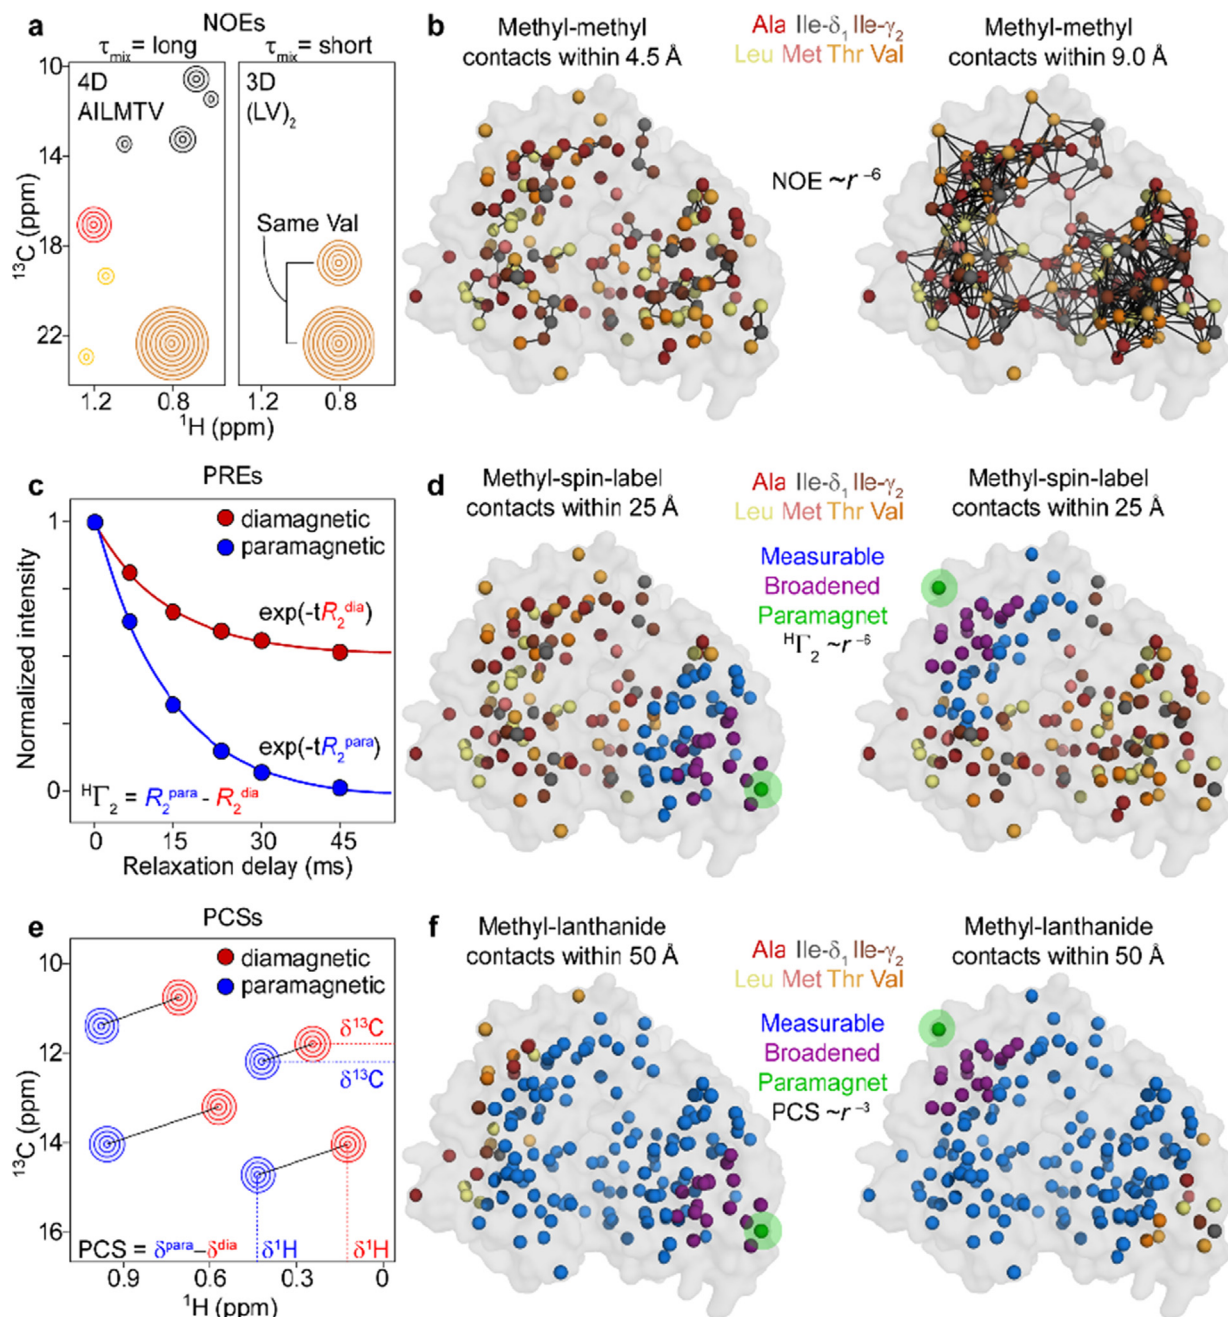 a
NOEs
τmix= long
τmix= short
4D
AILMTV
3D
(LV)2
Same Val
10
14
18
22
13C (ppm)
1.2
0.8
1.2
0.8
1H (ppm)
b
Methyl-methyl
contacts within 4.5 Å
Ala Ile-δ1 Ile-γ2
Leu Met Thr Val
Methyl-methyl
contacts within 9.0 Å
NOE ~r −6
c
PREs
diamagnetic
paramagnetic
exp(-tR2dia)
exp(-tR2para)
HΓ2 = R2para - R2dia
1
0
Normalized intensity
0
15
30
45
Relaxation delay (ms)
d
Methyl-spin-label
contacts within 25 Å
Ala Ile-δ1 Ile-γ2
Leu Met Thr Val
Measurable
Broadened
Paramagnet
HΓ2 ~r −6
Methyl-spin-label
contacts within 25 Å
e
PCSs
diamagnetic
paramagnetic
δ13C
δ13C
PCS = δpara–δdia
δ1H
δ1H
10
12
14
16
13C (ppm)
0.9
0.6
0.3
0
1H (ppm)
f
Methyl-lanthanide
contacts within 50 Å
Ala Ile-δ1 Ile-γ2
Leu Met Thr Val
Measurable
Broadened
Paramagnet
PCS ~r −3
Methyl-lanthanide
contacts within 50 Å